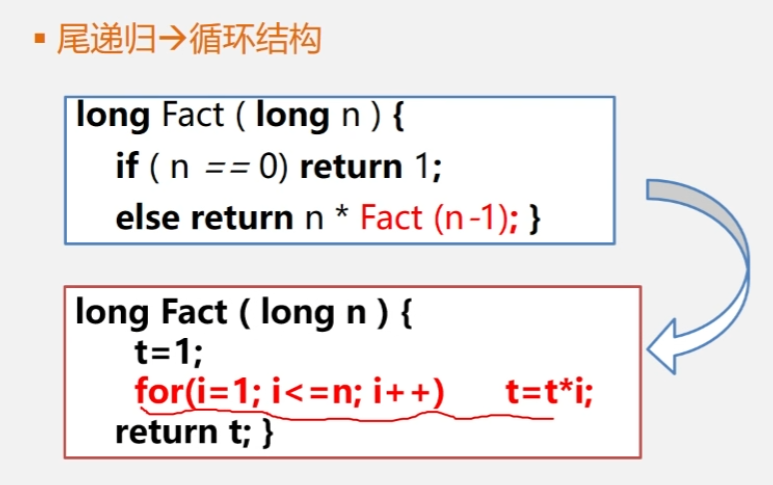 ▪ 尾递归→循环结构
long Fact ( long n ) {
if ( n == 0) return 1;
else return n * Fact (n-1); }
long Fact ( long n ) {
t=1;
for(i=1; i<=n; i++) t=t*i;
return t; }